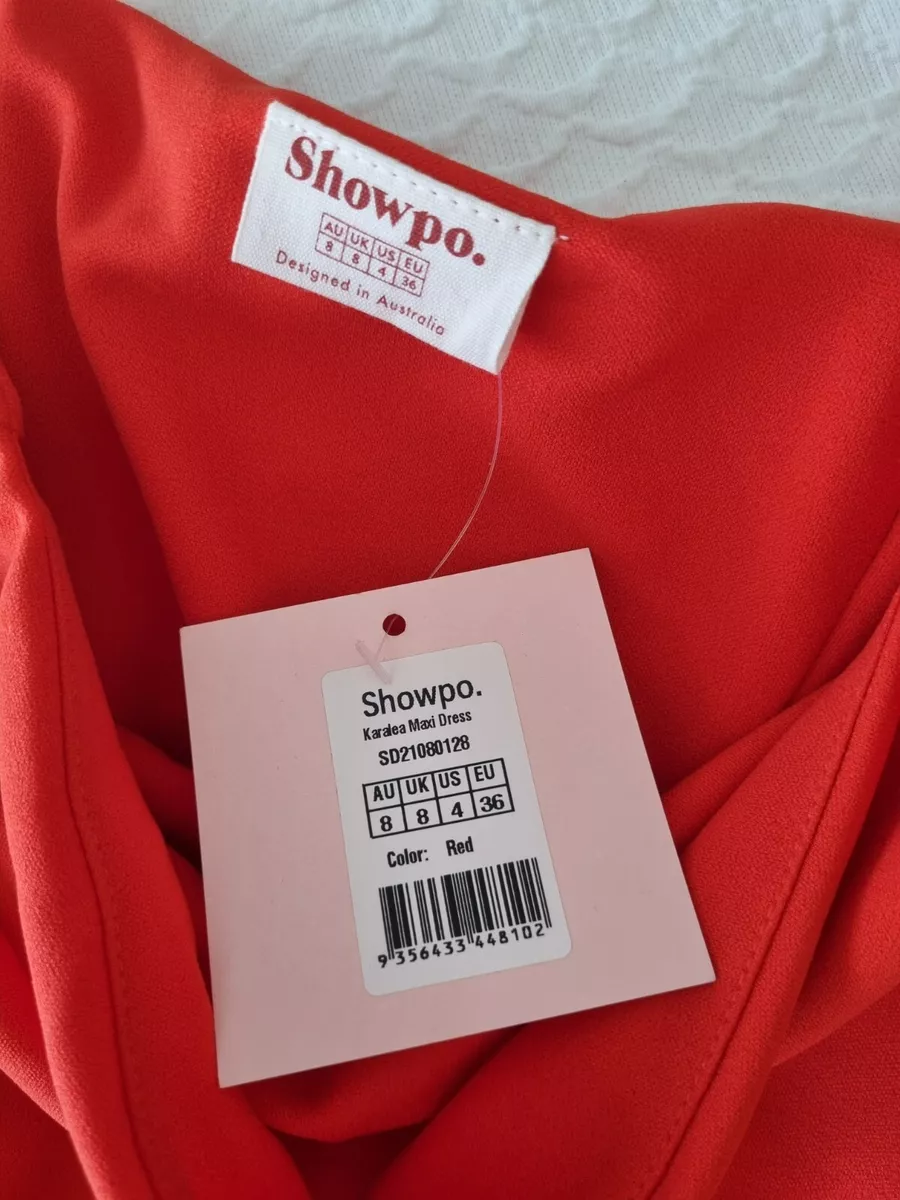 Showpo.
AU UK US EU
8 8 4 36
Designed in Australia
Showpo.
Karalea Maxi Dress
SD21080128
AU UK US EU
8 8 4 36
Color: Red
9 356433 448102